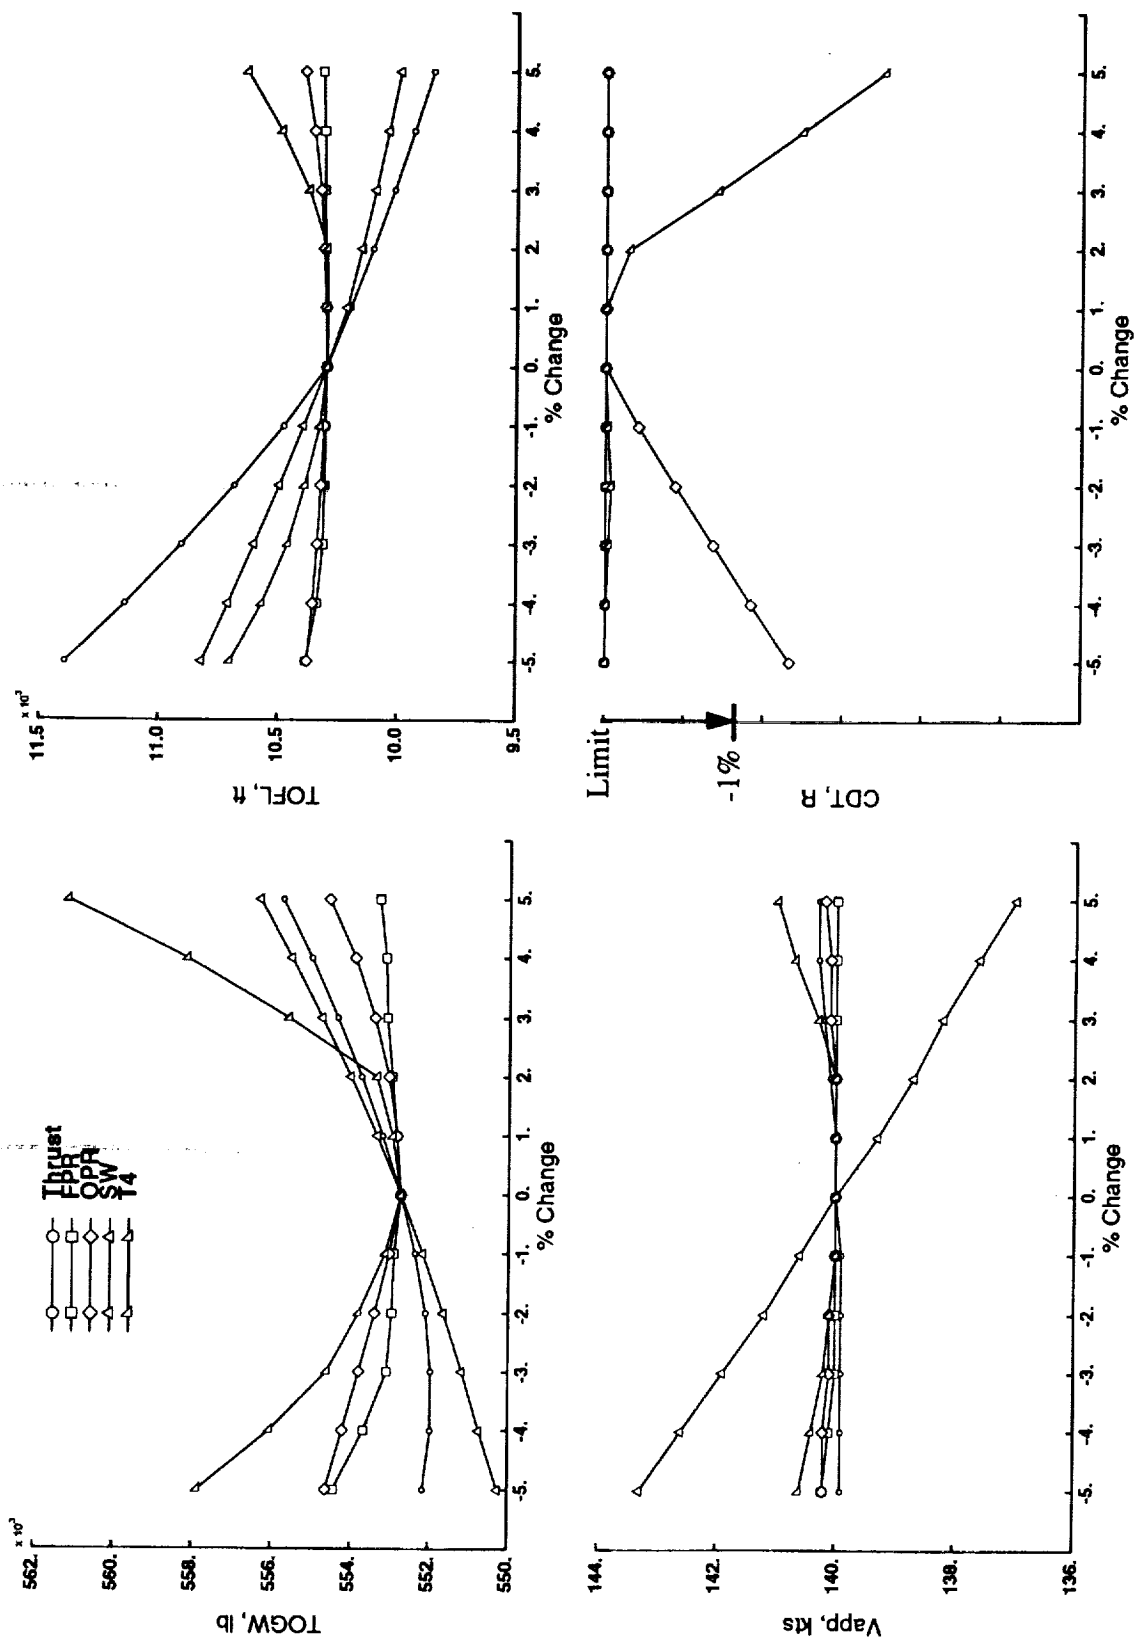 Thrust
FPR
OPR
SW
T4
x 10³
562.
560.
558.
556.
554.
552.
550.
TOGW, lb
-5. -4. -3. -2. -1. 0. 1. 2. 3. 4. 5.
% Change
x 10³
11.5
11.0
10.5
10.0
9.5
TOFL, ft
-5. -4. -3. -2. -1. 0. 1. 2. 3. 4. 5.
% Change
144.
142.
140.
138.
136.
Vapp, kts
-5. -4. -3. -2. -1. 0. 1. 2. 3. 4. 5.
% Change
Limit
-1%
CDT, R
-5. -4. -3. -2. -1. 0. 1. 2. 3. 4. 5.
% Change